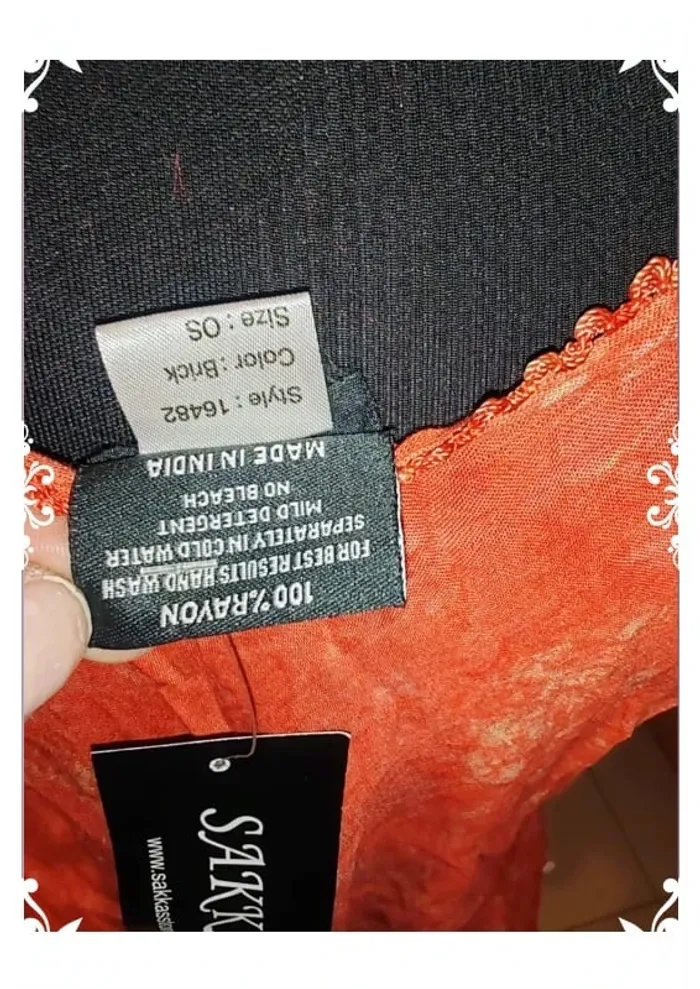 100% RAYON
FOR BEST RESULTS HAND WASH
SEPARATELY IN COLD WATER
MILD DETERGENT
NO BLEACH
MADE IN INDIA
Style : 16482
Color : Brick
Size : OS
SAKK
www.sakkassto